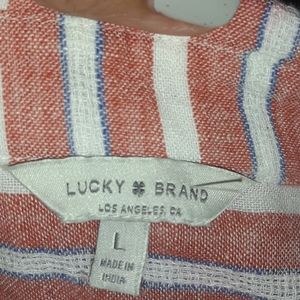 LUCKY BRAND
LOS ANGELES, CA
L
MADE IN
INDIA